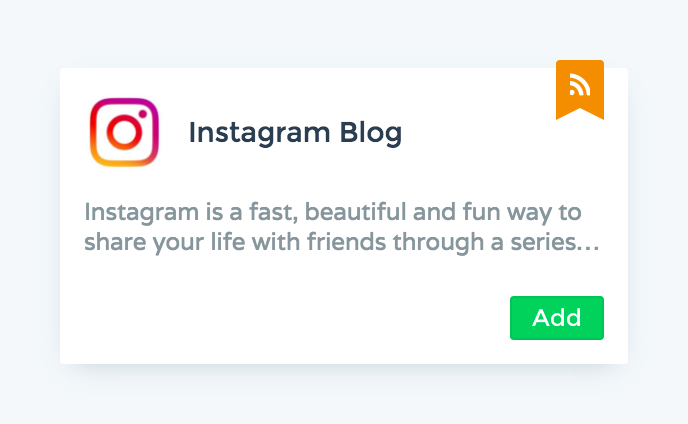 Instagram Blog
Instagram is a fast, beautiful and fun way to
share your life with friends through a series...
Add